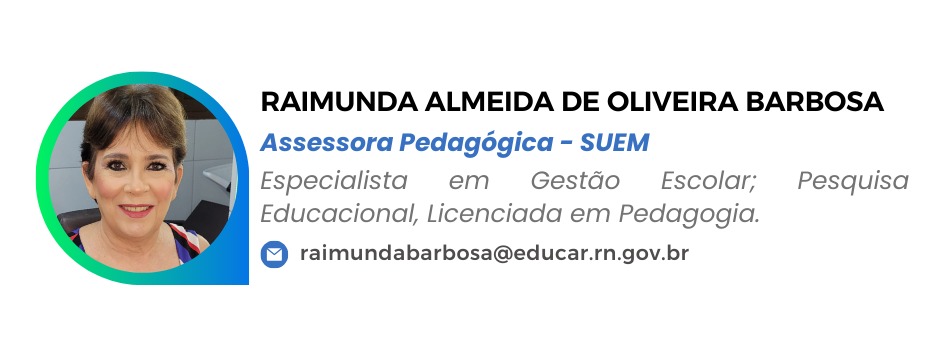 RAIMUNDA ALMEIDA DE OLIVEIRA BARBOSA
Assessora Pedagógica - SUEM
Especialista em Gestão Escolar; Pesquisa
Educacional, Licenciada em Pedagogia.
raimundabarbosa@educar.rn.gov.br